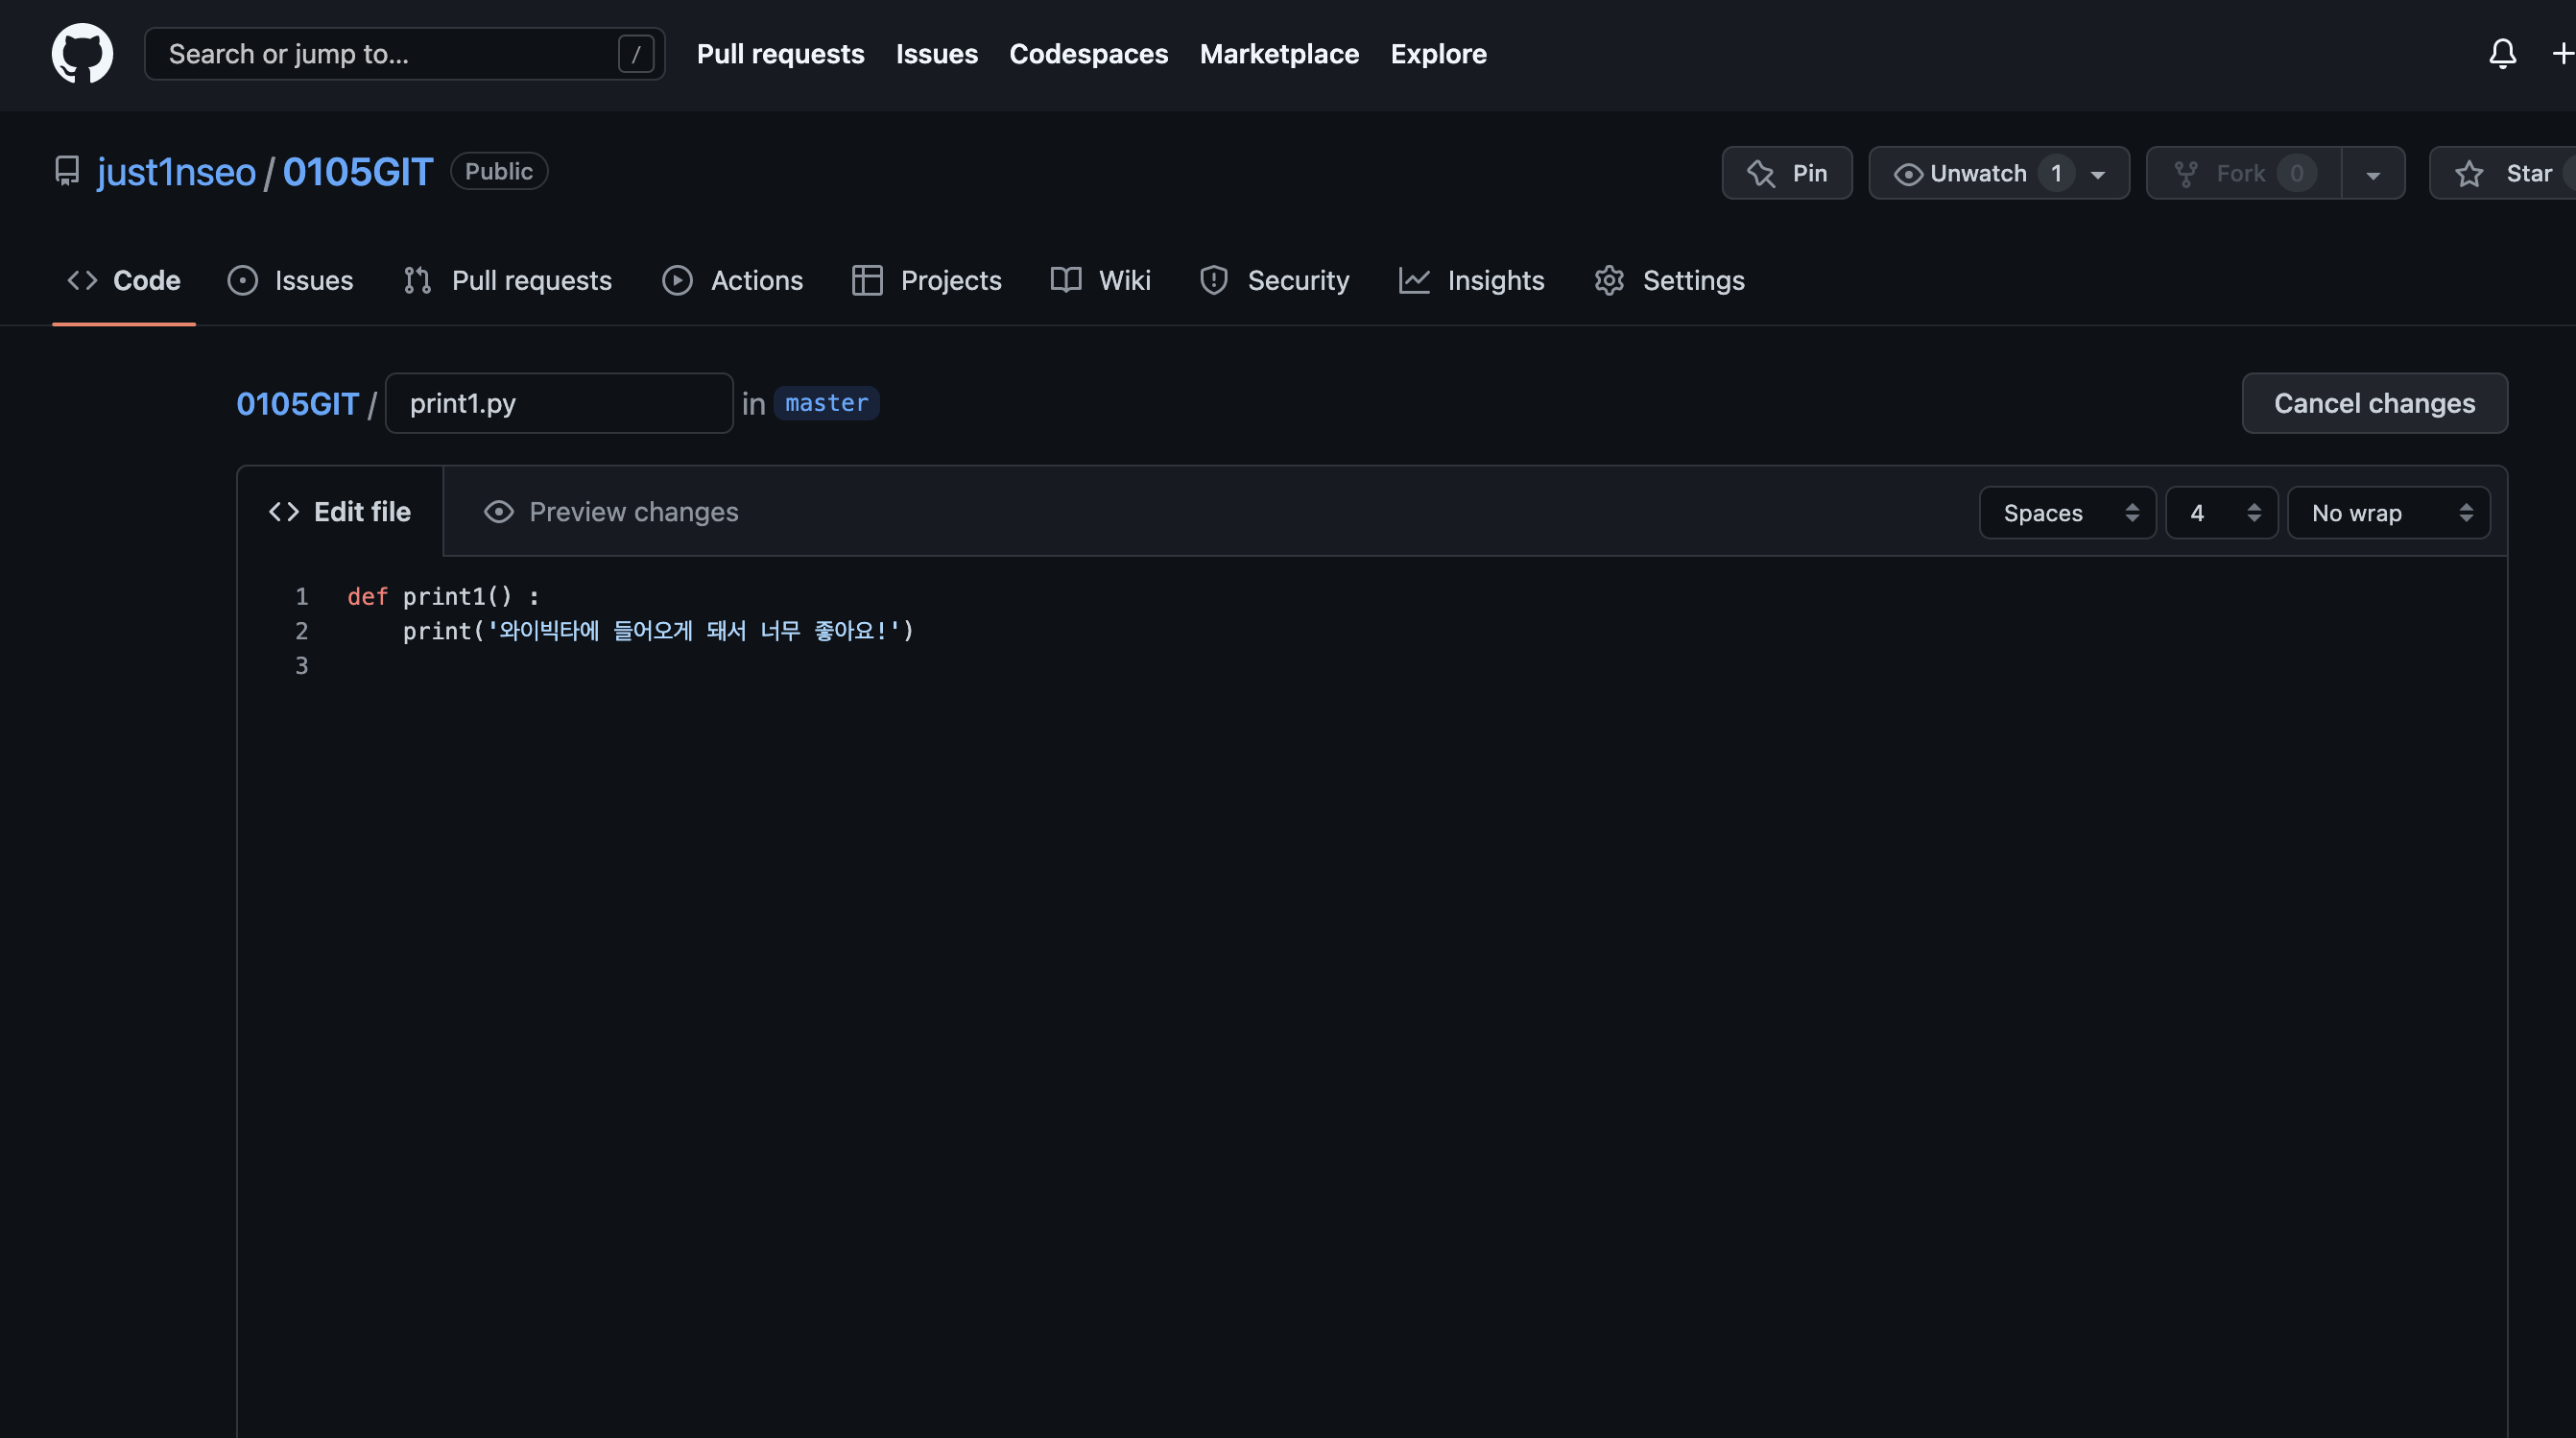 Search or jump to... /
Pull requests Issues Codespaces Marketplace Explore
just1nseo / 0105GIT Public
Pin Unwatch 1 Fork 0 Star
Code Issues Pull requests Actions Projects Wiki Security Insights Settings
0105GIT / print1.py in master Cancel changes
Edit file Preview changes Spaces 4 No wrap
1 def print1() :
2 print('와이빅타에 들어오게 돼서 너무 좋아요!')
3